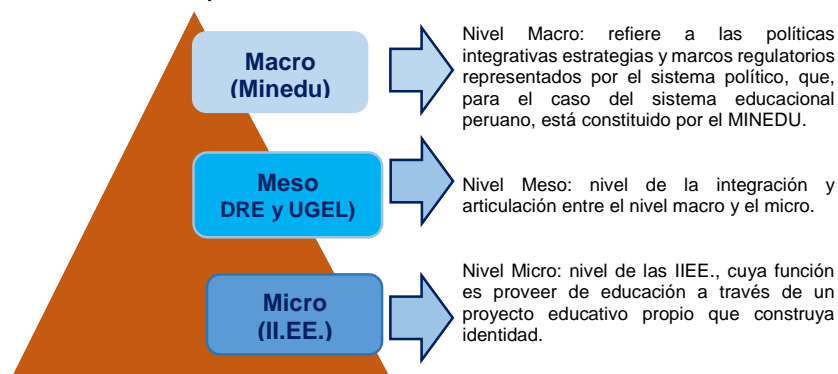 Macro
(Minedu)
Nivel Macro: refiere a las políticas
integrativas estrategias y marcos regulatorios
representados por el sistema político, que,
para el caso del sistema educacional
peruano, está constituido por el MINEDU.
Meso
DRE y UGEL)
Nivel Meso: nivel de la integración y
articulación entre el nivel macro y el micro.
Micro
(II.EE.)
Nivel Micro: nivel de las IIEE., cuya función
es proveer de educación a través de un
proyecto educativo propio que construya
identidad.